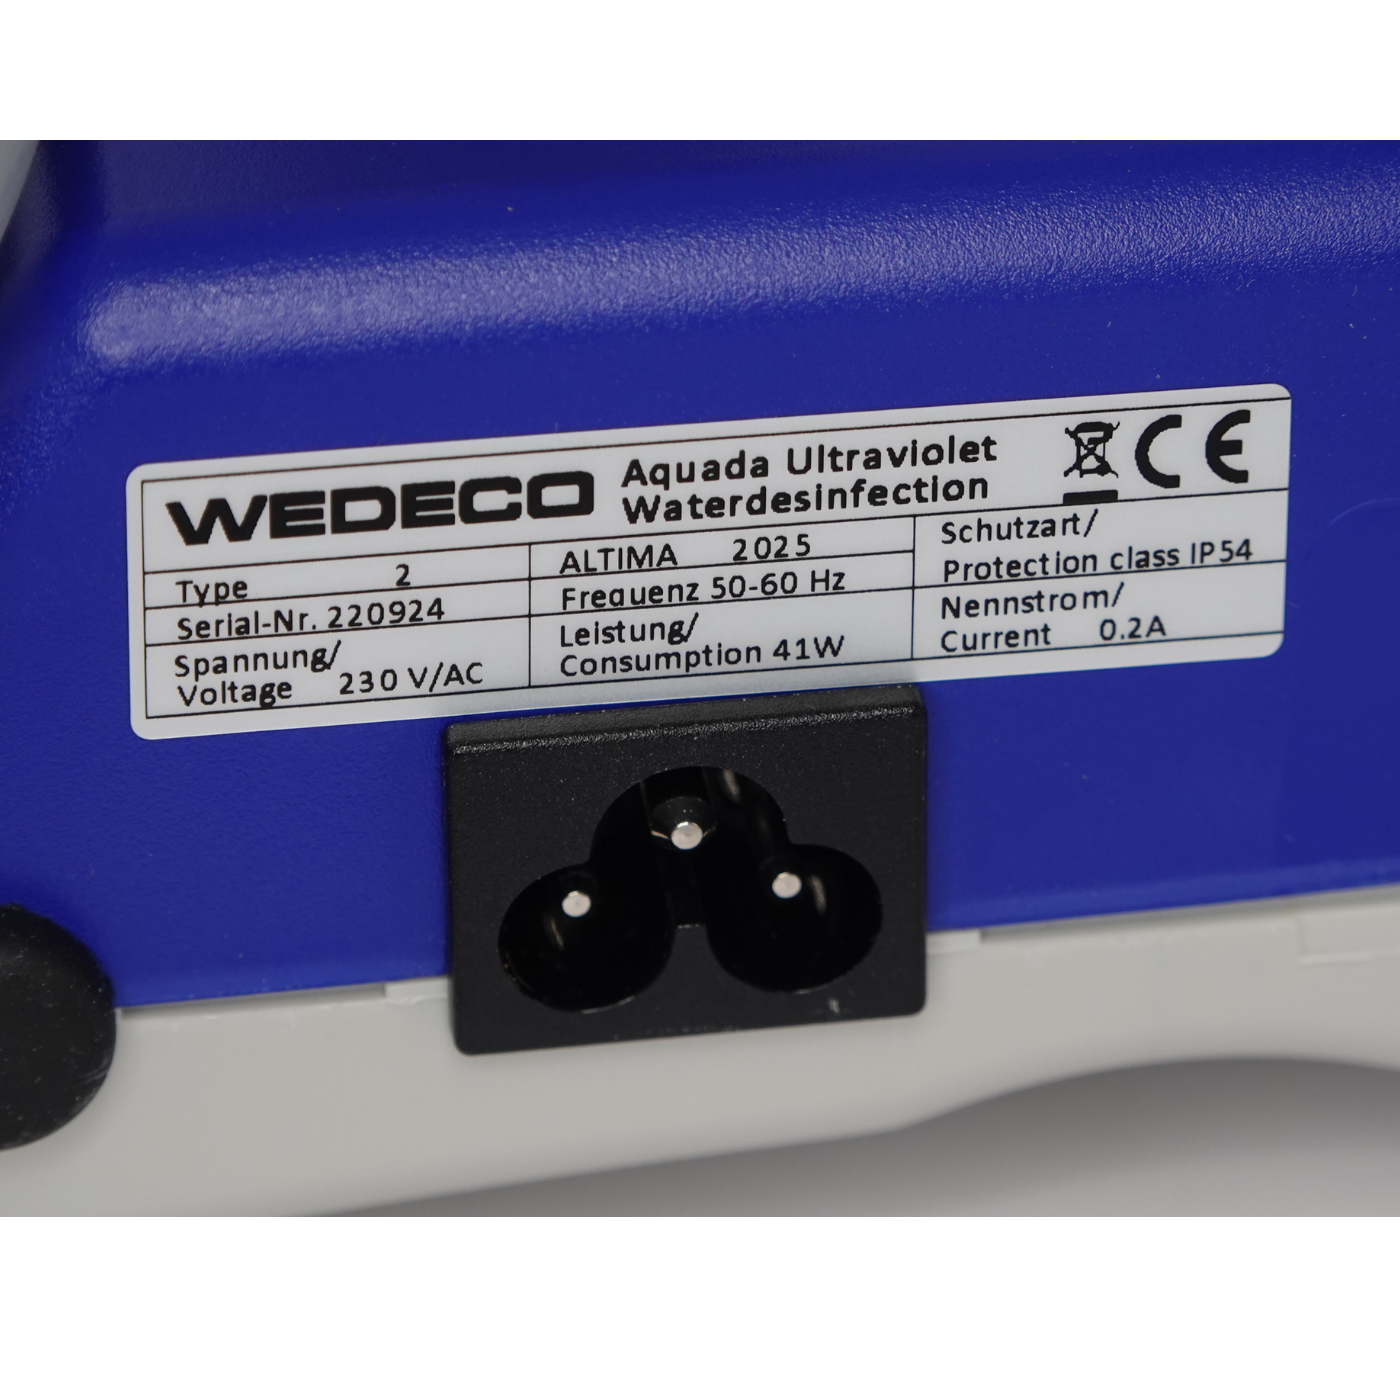 WEDECO
Aquada Ultraviolet
Waterdesinfection
CE
Type 2
Serial-Nr. 220924
Spannung/
Voltage 230 V/AC
ALTIMA 2025
Frequenz 50-60 Hz
Leistung/
Consumption 41W
Schutzart/
Protection class IP54
Nennstrom/
Current 0.2A